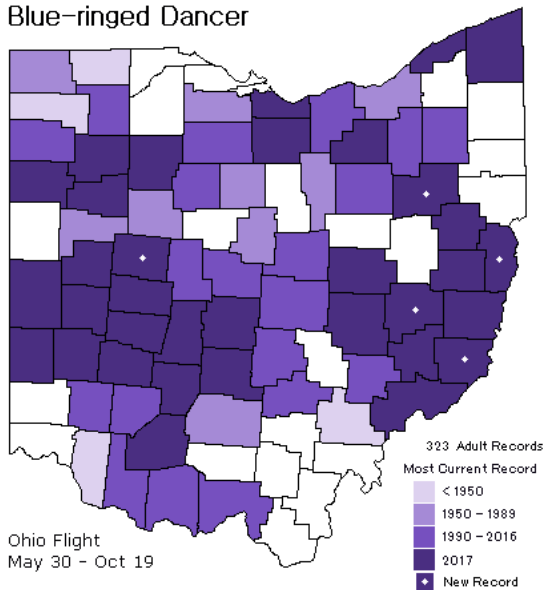 Blue-ringed Dancer
323 Adult Records
Most Current Record
< 1950
1950 - 1989
1990 - 2016
2017
New Record
Ohio Flight
May 30 - Oct 19